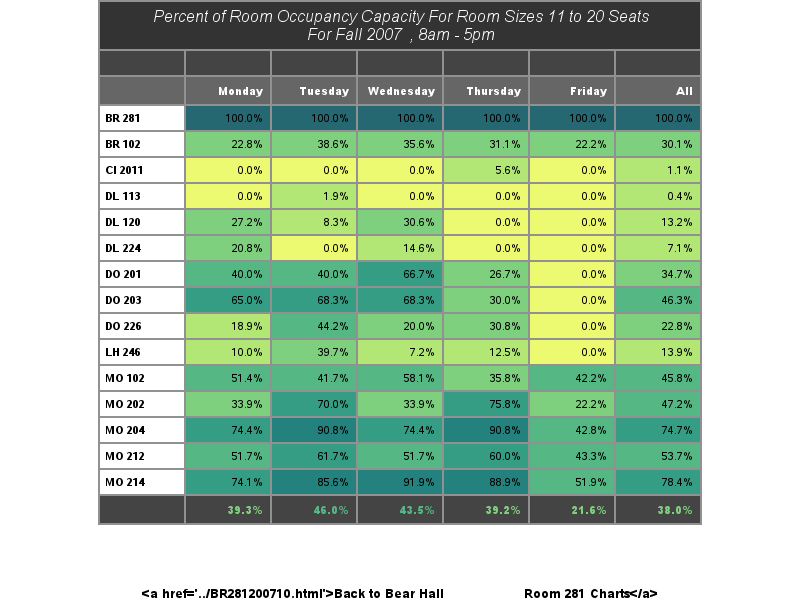 Percent of Room Occupancy Capacity For Room Sizes 11 to 20 Seats
For Fall 2007 , 8am - 5pm
Monday Tuesday Wednesday Thursday Friday All
BR 281 100.0% 100.0% 100.0% 100.0% 100.0% 100.0%
BR 102 22.8% 38.6% 35.6% 31.1% 22.2% 30.1%
CI 2011 0.0% 0.0% 0.0% 5.6% 0.0% 1.1%
DL 113 0.0% 1.9% 0.0% 0.0% 0.0% 0.4%
DL 120 27.2% 8.3% 30.6% 0.0% 0.0% 13.2%
DL 224 20.8% 0.0% 14.6% 0.0% 0.0% 7.1%
DO 201 40.0% 40.0% 66.7% 26.7% 0.0% 34.7%
DO 203 65.0% 68.3% 68.3% 30.0% 0.0% 46.3%
DO 226 18.9% 44.2% 20.0% 30.8% 0.0% 22.8%
LH 246 10.0% 39.7% 7.2% 12.5% 0.0% 13.9%
MO 102 51.4% 41.7% 58.1% 35.8% 42.2% 45.8%
MO 202 33.9% 70.0% 33.9% 75.8% 22.2% 47.2%
MO 204 74.4% 90.8% 74.4% 90.8% 42.8% 74.7%
MO 212 51.7% 61.7% 51.7% 60.0% 43.3% 53.7%
MO 214 74.1% 85.6% 91.9% 88.9% 51.9% 78.4%
39.3% 46.0% 43.5% 39.2% 21.6% 38.0%
<a href='../BR281200710.html'>Back to Bear Hall Room 281 Charts</a>